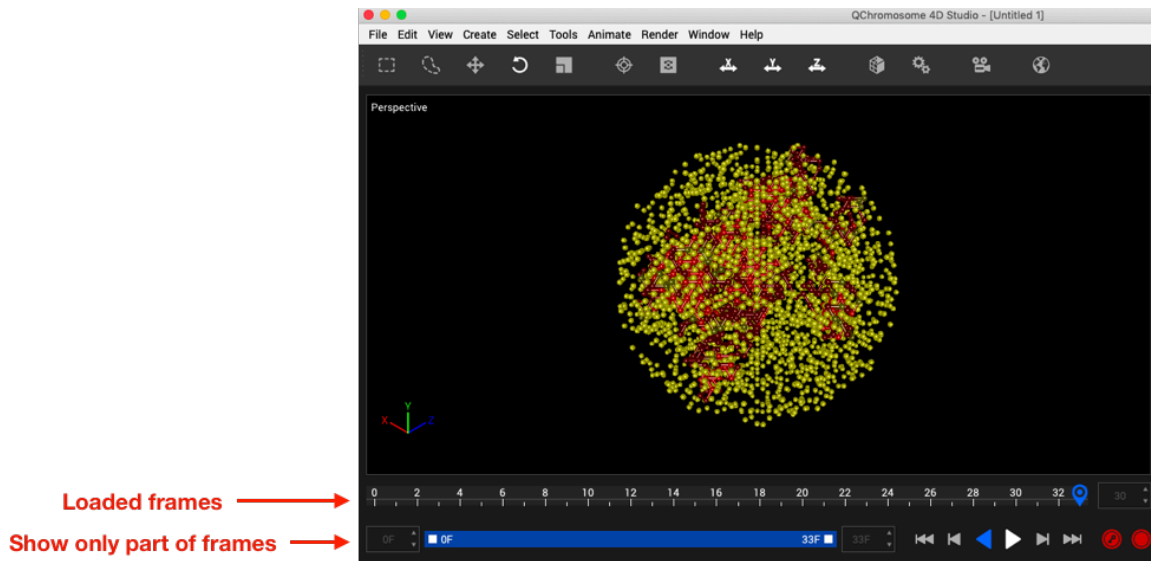 QChromosome 4D Studio - [Untitled 1]
File Edit View Create Select Tools Animate Render Window Help
X Y Z
Perspective
Y
X Z
Loaded frames
0 2 4 6 8 10 12 14 16 18 20 22 24 26 28 30 32
30
Show only part of frames
0F 0F 33F 33F